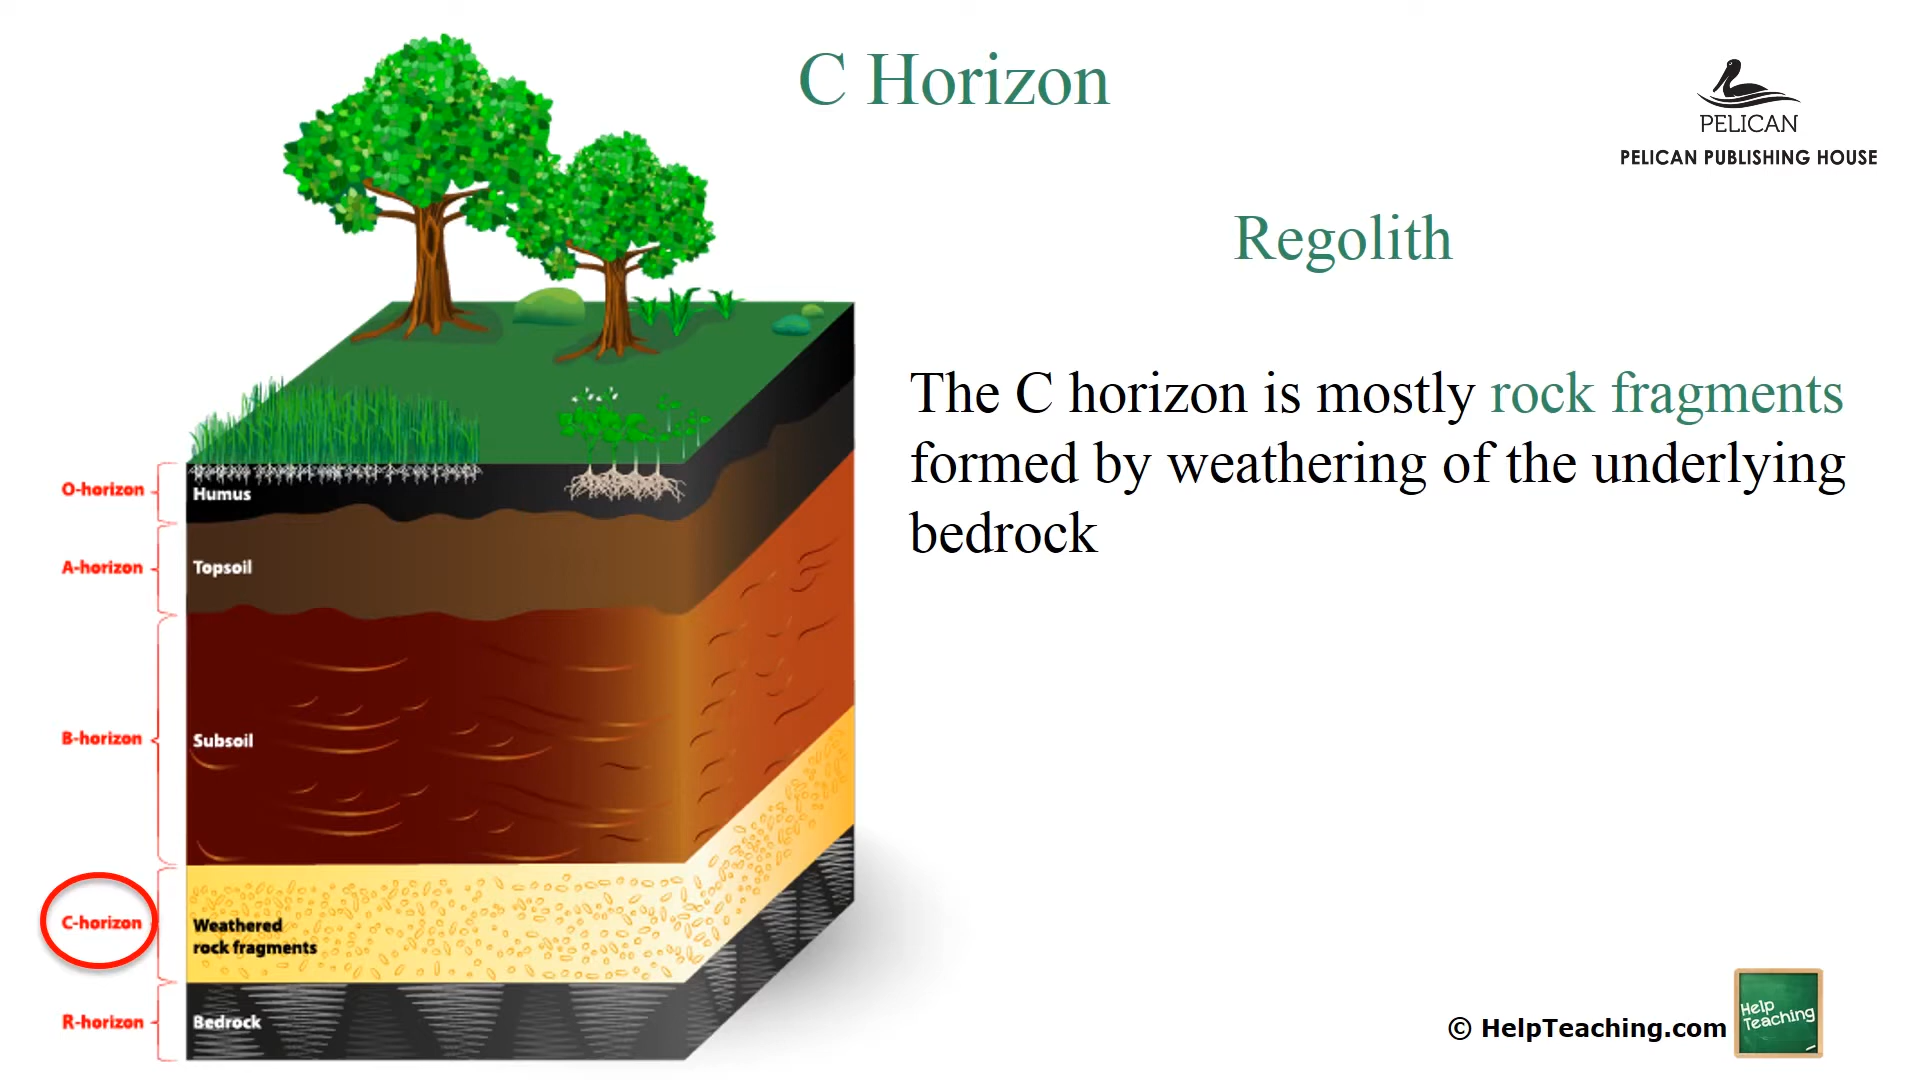 C Horizon
PELICAN
PELICAN PUBLISHING HOUSE
Regolith
The C horizon is mostly rock fragments
formed by weathering of the underlying
bedrock
O-horizon
Humus
A-horizon
Topsoil
B-horizon
Subsoil
C-horizon
Weathered
rock fragments
R-horizon
Bedrock
© HelpTeaching.com
Help
Teaching